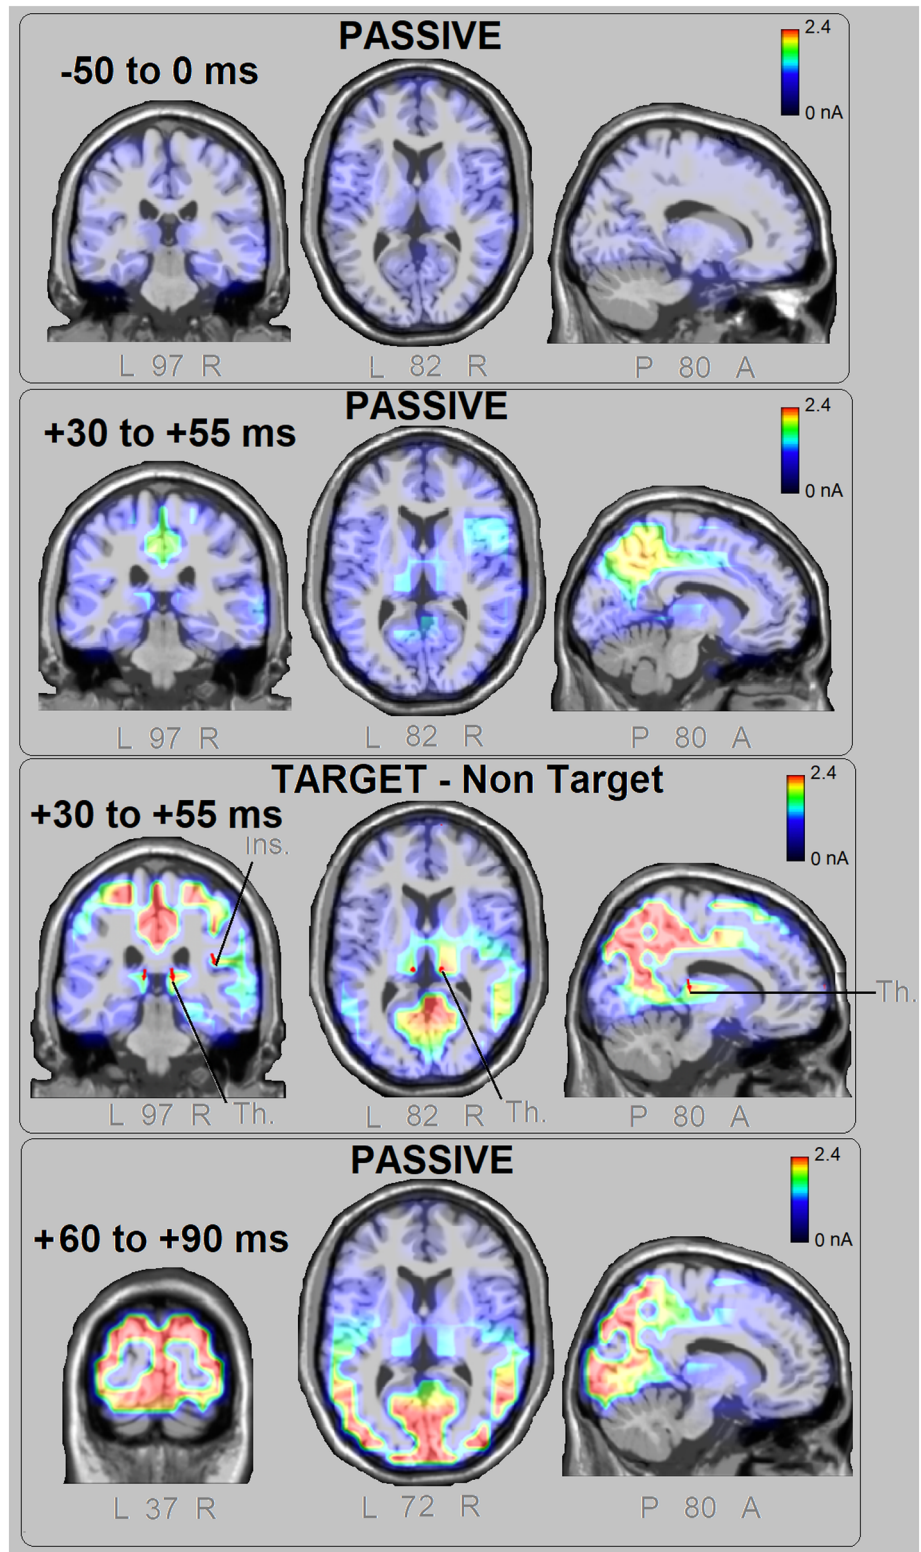 PASSIVE
-50 to 0 ms
2.4
0 nA
L 97 R
L 82 R
P 80 A
PASSIVE
+30 to +55 ms
2.4
0 nA
L 97 R
L 82 R
P 80 A
TARGET - Non Target
+30 to +55 ms
2.4
0 nA
Ins.
Th.
L 97 R Th.
L 82 R Th.
P 80 A
PASSIVE
+60 to +90 ms
2.4
0 nA
L 37 R
L 72 R
P 80 A